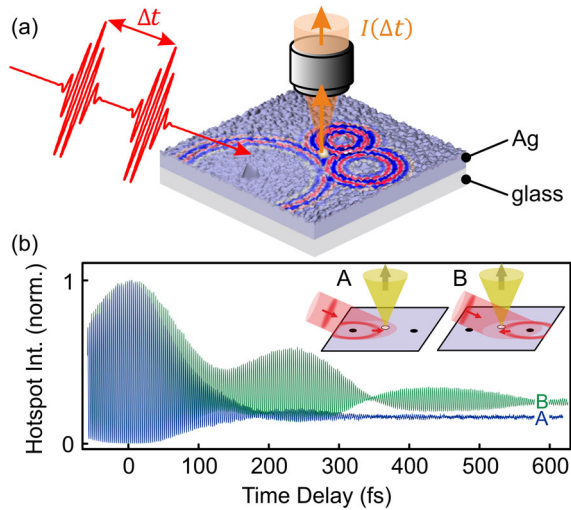 (a)
Δt
I(Δt)
Ag
glass
(b)
Hotspot Int. (norm.)
1
0
A
B
B
A
0
100
200
300
400
500
600
Time Delay (fs)